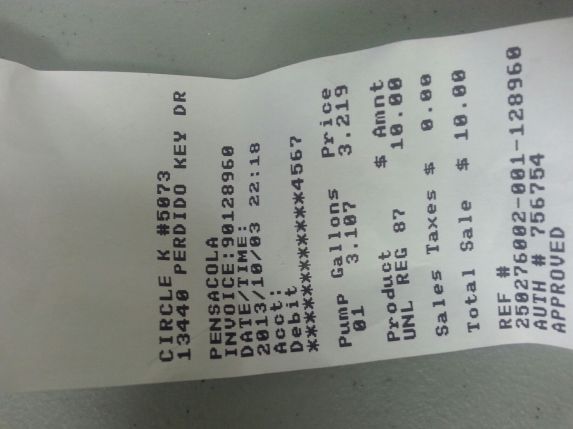 CIRCLE K #5073
13440 PERDIDO KEY DR
PENSACOLA
INVOICE:90128960
DATE/TIME:
2013/10/03 22:18
Acct:
Debit
************4567
Pump Gallons Price
01 3.107 3.219
Product $ Amnt
UNL REG 87 10.00
Sales Taxes $ 0.00
Total Sale $ 10.00
REF #
250276002-001-128960
AUTH # 756754
APPROVED